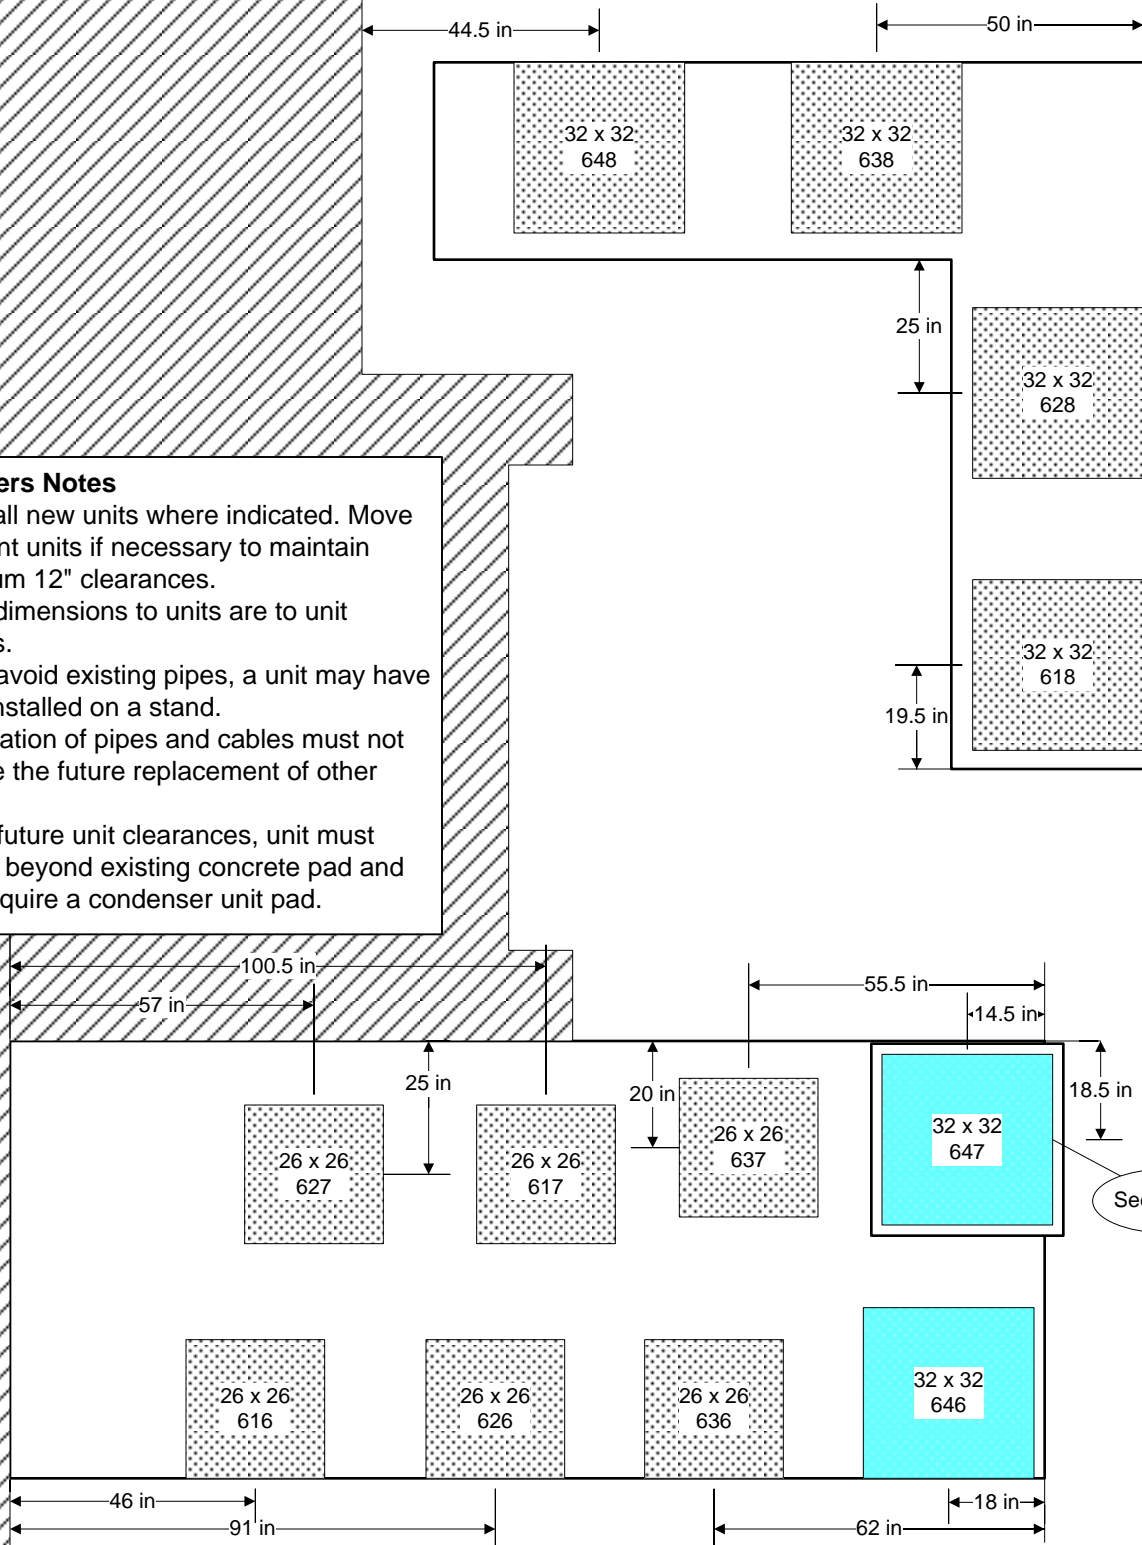 44.5 in
50 in
32 x 32
648
32 x 32
638
25 in
32 x 32
628
ers Notes
all new units where indicated. Move
nt units if necessary to maintain
um 12" clearances.
dimensions to units are to unit
s.
avoid existing pipes, a unit may have
nstalled on a stand.
ation of pipes and cables must not
e the future replacement of other
future unit clearances, unit must
beyond existing concrete pad and
quire a condenser unit pad.
32 x 32
618
19.5 in
100.5 in
57 in
55.5 in
14.5 in
25 in
20 in
18.5 in
26 x 26
627
26 x 26
617
26 x 26
637
32 x 32
647
See
26 x 26
616
26 x 26
626
26 x 26
636
32 x 32
646
46 in
18 in
91 in
62 in